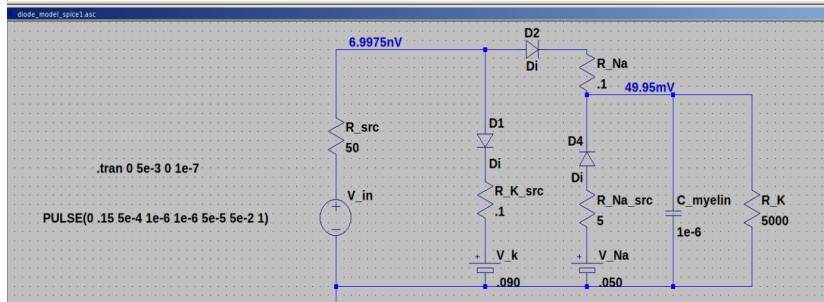 diode_model_spice1.asc
6.9975nV
D2
Di
R_Na
.1
49.95mV
R_src
50
D1
Di
D4
Di
.tran 0 5e-3 0 1e-7
V_in
R_K_src
.1
R_Na_src
5
C_myelin
1e-6
R_K
5000
PULSE(0 .15 5e-4 1e-6 1e-6 5e-5 5e-2 1)
V_k
.090
V_Na
.050